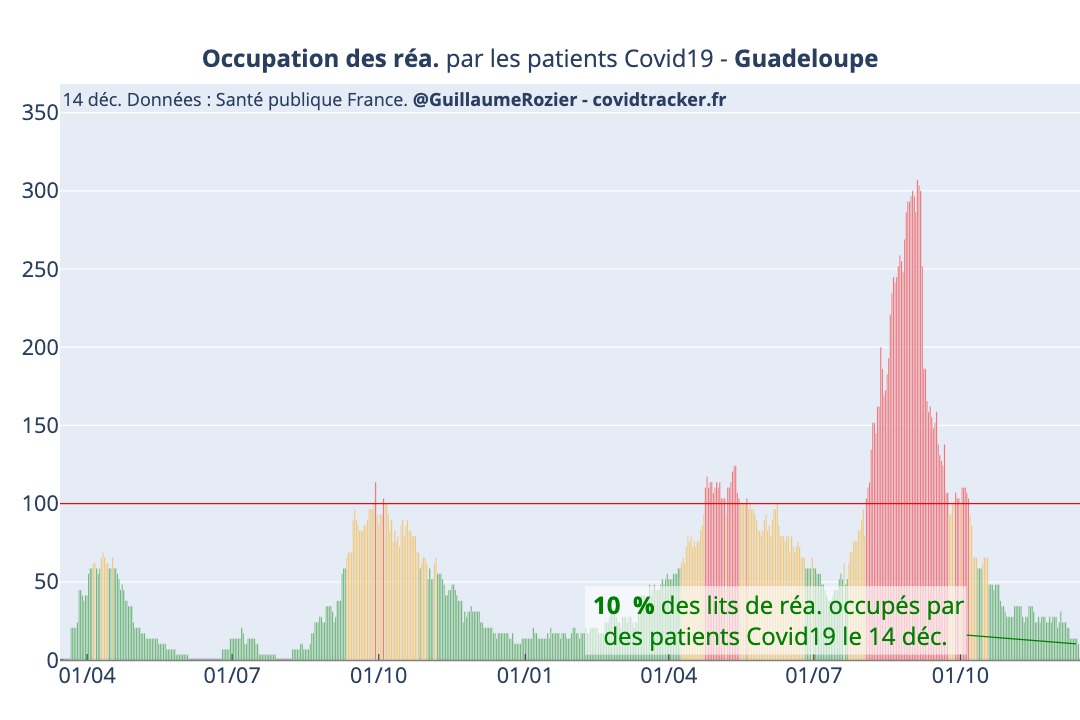 Occupation des réa. par les patients Covid19 - Guadeloupe
14 déc. Données : Santé publique France. @GuillaumeRozier - covidtracker.fr
350
300
250
200
150
100
50
0
10 % des lits de réa. occupés par
des patients Covid19 le 14 déc.
01/04 01/07 01/10 01/01 01/04 01/07 01/10